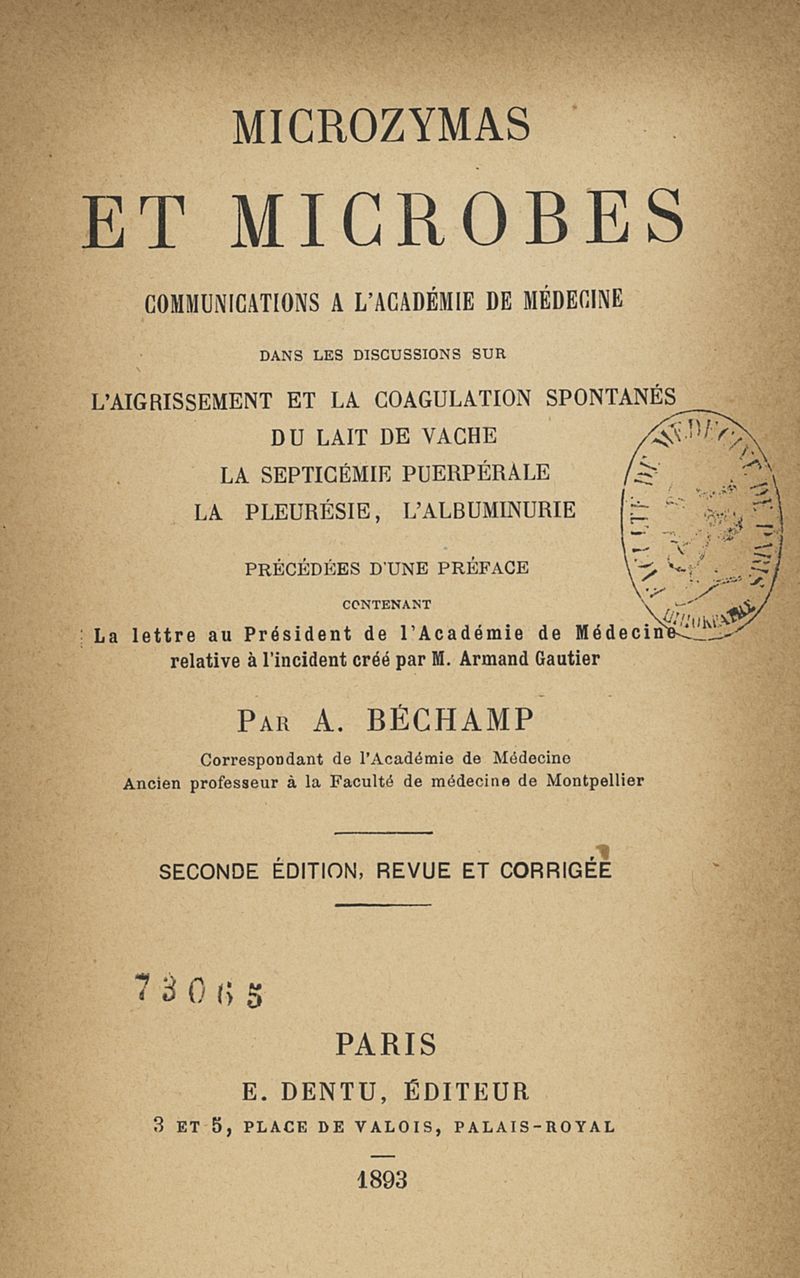 MICROZYMAS
ET MICROBES
COMMUNICATIONS A L'ACADÉMIE DE MÉDECINE
DANS LES DISCUSSIONS SUR
L'AIGRISSEMENT ET LA COAGULATION SPONTANÉS
DU LAIT DE VACHE
LA SEPTICÉMIE PUERPÉRALE
LA PLEURÉSIE, L'ALBUMINURIE
PRÉCÉDÉES D'UNE PRÉFACE
CONTENANT
La lettre au Président de l'Académie de Médecine
relative à l'incident créé par M. Armand Gautier
PAR A. BÉCHAMP
Correspondant de l'Académie de Médecine
Ancien professeur à la Faculté de médecine de Montpellier
SECONDE ÉDITION, REVUE ET CORRIGÉE
73065
PARIS
E. DENTU, ÉDITEUR
3 ET 5, PLACE DE VALOIS, PALAIS-ROYAL
1893